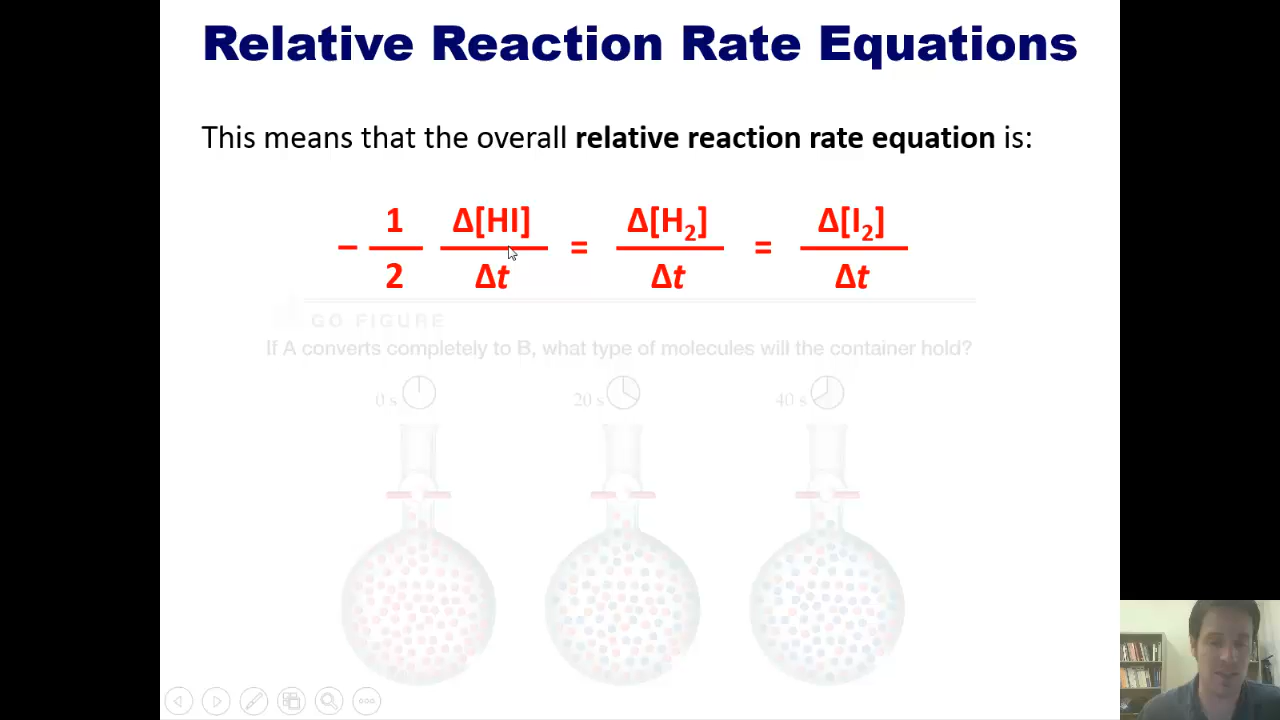 Relative Reaction Rate Equations
This means that the overall relative reaction rate equation is:
− 1/2 Δ[HI]/Δt = Δ[H₂]/Δt = Δ[I₂]/Δt
GO FIGURE
If A converts completely to B, what type of molecules will the container hold?
0 s 20 s 40 s